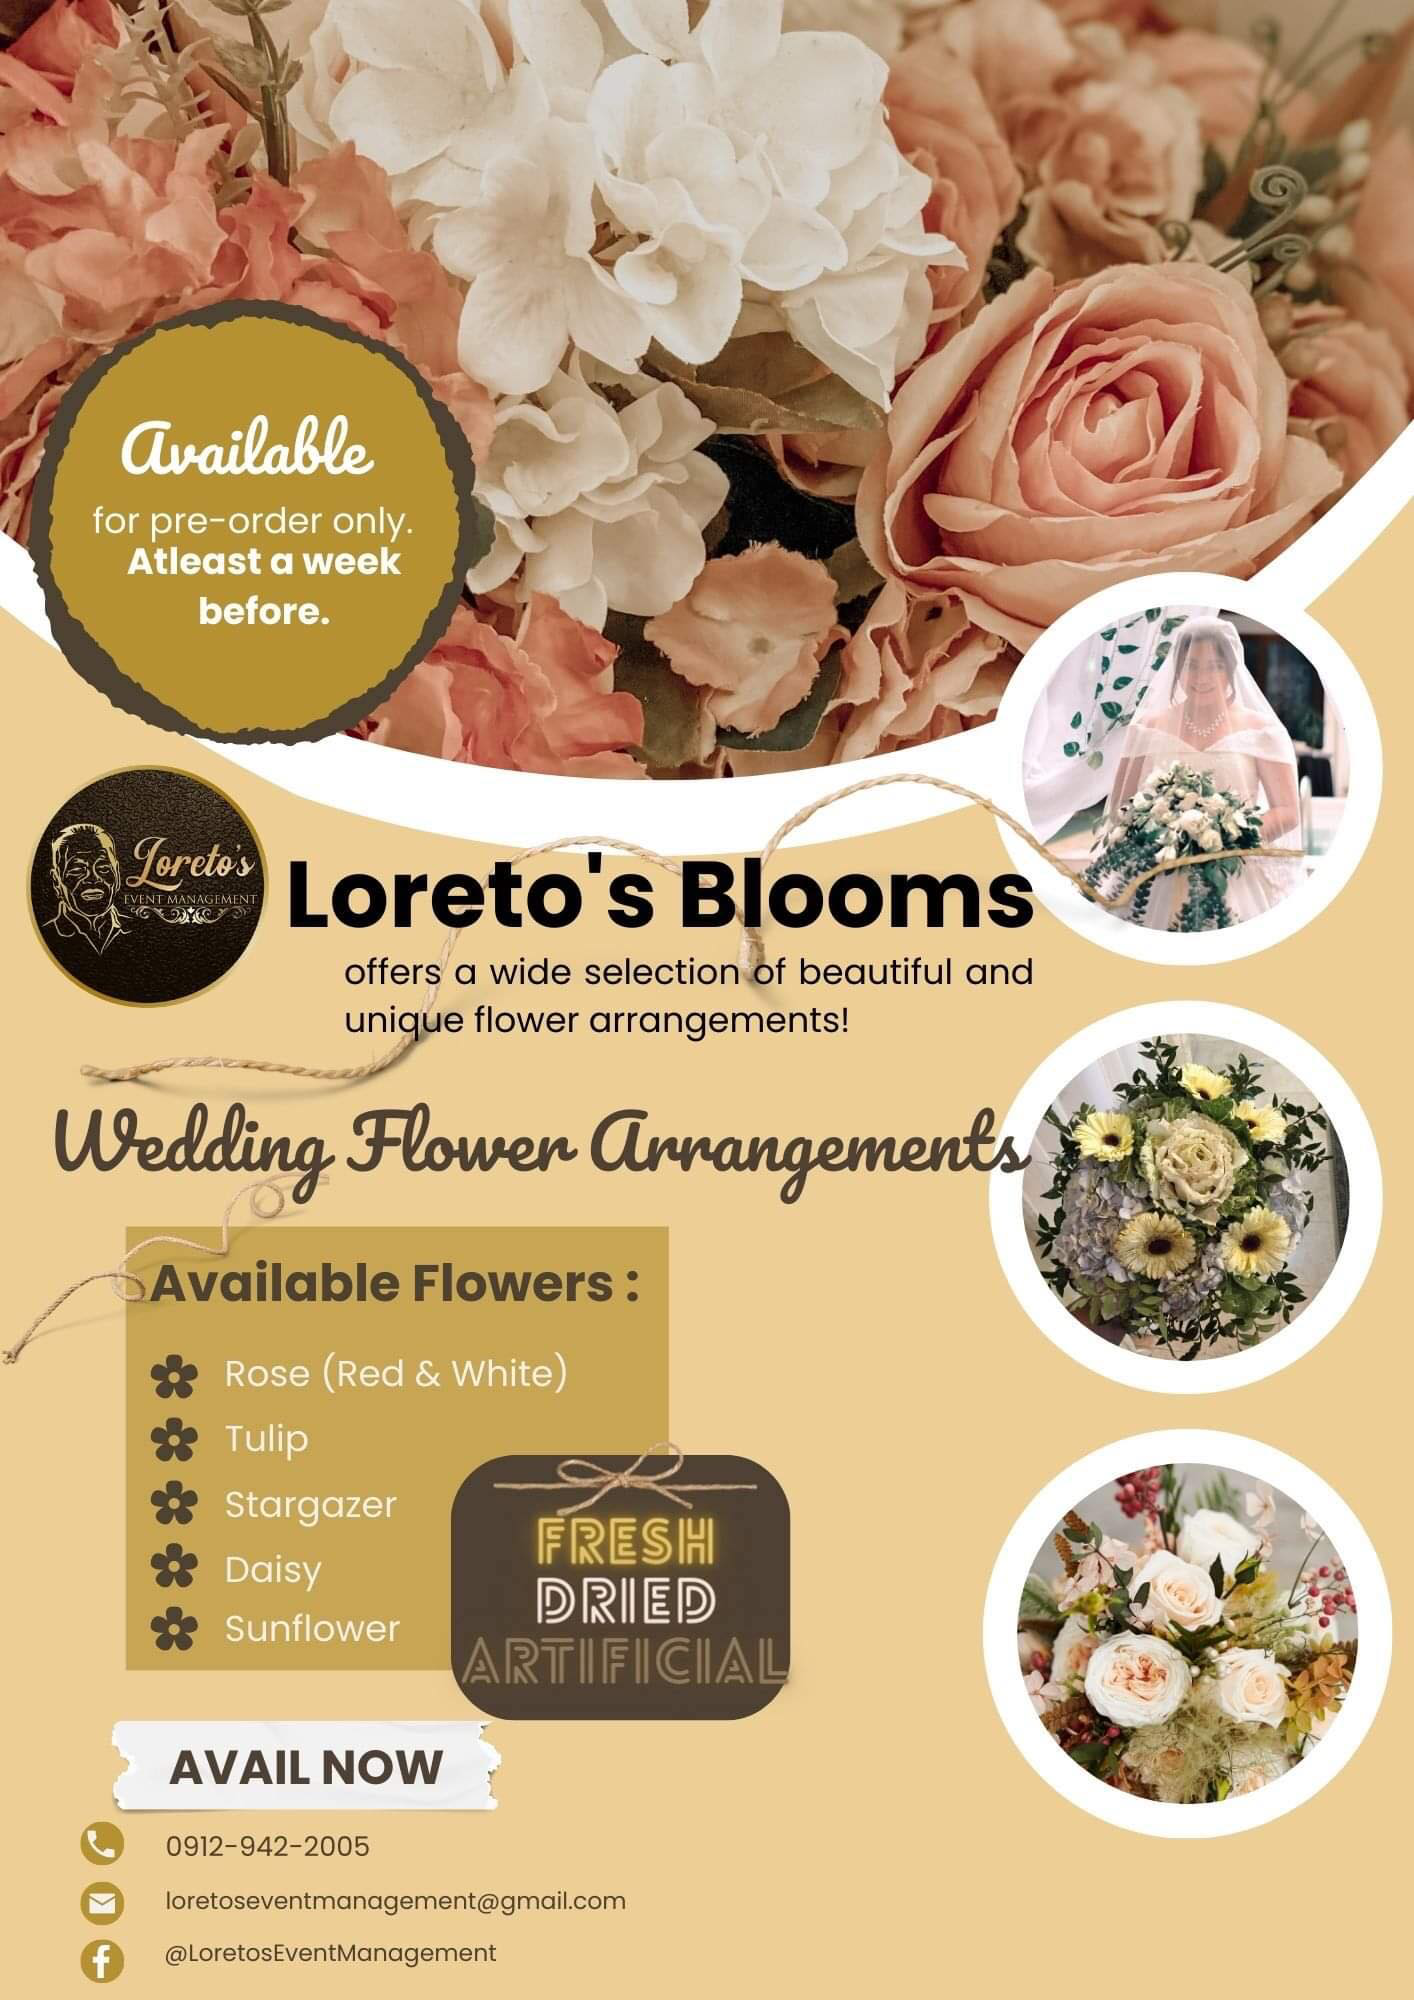 Available
for pre-order only.
Atleast a week
before.
Loreto's
EVENT MANAGEMENT
Loreto's Blooms
offers a wide selection of beautiful and
unique flower arrangements!
Wedding Flower Arrangements
Available Flowers :
Rose (Red & White)
Tulip
Stargazer
Daisy
Sunflower
FRESH
DRIED
ARTIFICIAL
AVAIL NOW
0912-942-2005
loretoseventmanagement@gmail.com
@LoretosEventManagement